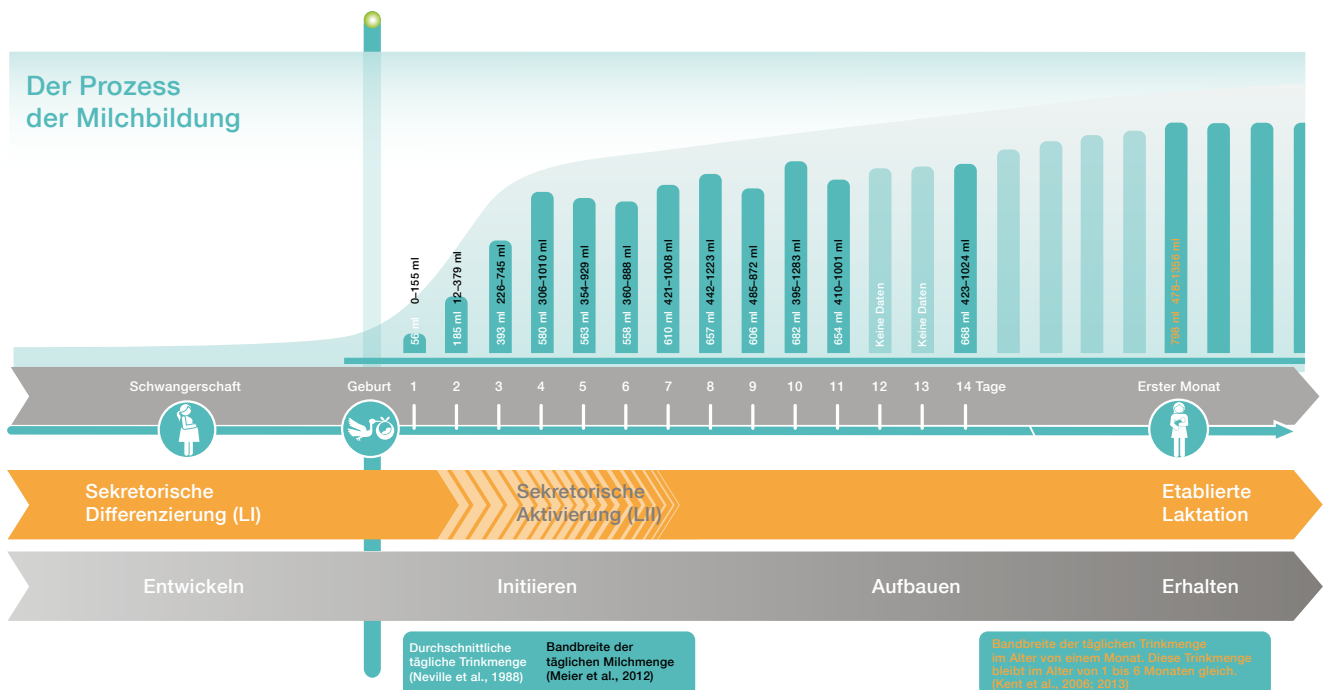 Der Prozess
der Milchbildung
56 ml 0–155 ml
185 ml 12–379 ml
393 ml 226–745 ml
580 ml 306–1010 ml
563 ml 354–929 ml
558 ml 360–888 ml
610 ml 421–1008 ml
657 ml 442–1223 ml
606 ml 485–872 ml
682 ml 395–1283 ml
654 ml 410–1001 ml
Keine Daten
Keine Daten
668 ml 423–1024 ml
798 ml 478–1356 ml
Schwangerschaft Geburt 1 2 3 4 5 6 7 8 9 10 11 12 13 14 Tage Erster Monat
Sekretorische
Differenzierung (LI)
Sekretorische
Aktivierung (LII)
Etablierte
Laktation
Entwickeln Initiieren Aufbauen Erhalten
Durchschnittliche
tägliche Trinkmenge
(Neville et al., 1988)
Bandbreite der
täglichen Milchmenge
(Meier et al., 2012)
Bandbreite der täglichen Trinkmenge
im Alter von einem Monat. Diese Trinkmenge
bleibt im Alter von 1 bis 6 Monaten gleich.
(Kent et al., 2006; 2013)